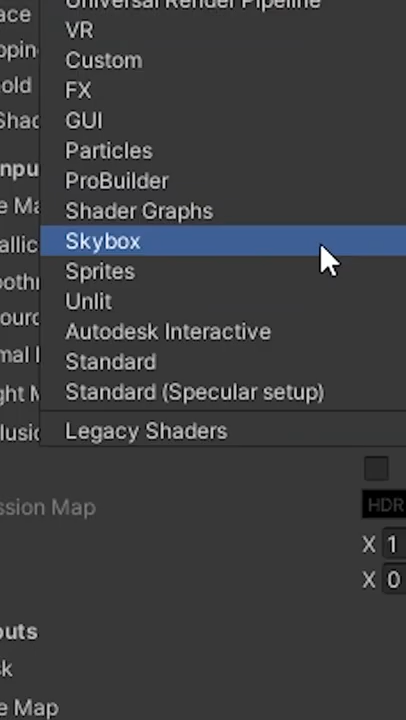 Universal Render Pipeline
VR
Custom
FX
GUI
Particles
ProBuilder
Shader Graphs
Skybox
Sprites
Unlit
Autodesk Interactive
Standard
Standard (Specular setup)
Legacy Shaders
ssion Map
HDR
X 1
X 0
outs
sk
e Map